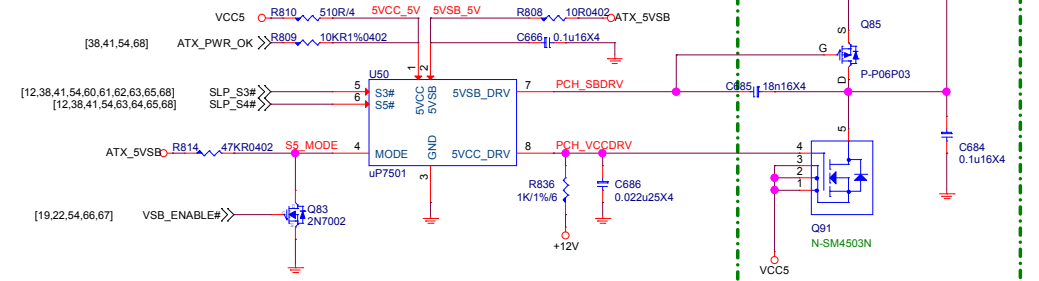 VCC5 R810 510R/4 5VCC_5V 5VSB_5V R808 10R0402 ATX_5VSB
[38,41,54,68] ATX_PWR_OK R809 10KR1%0402 C666 0.1u16X4
Q85
S
G
D
P-P06P03
1 2
U50
[12,38,41,54,60,61,62,63,65,68] SLP_S3# 5 S3# 5VCC 5VSB 5VSB_DRV 7 PCH_SBDRV C685 18n16X4
[12,38,41,54,63,64,65,68] SLP_S4# 6 S5#
ATX_5VSB R814 47KR0402 S5_MODE 4 MODE GND 5VCC_DRV 8 PCH_VCCDRV
uP7501
3
5
4
3
2
1
C684
0.1u16X4
R836
1K/1%/6
C686
0.022u25X4
[19,22,54,66,67] VSB_ENABLE# Q83
2N7002
+12V
Q91
N-SM4503N
VCC5